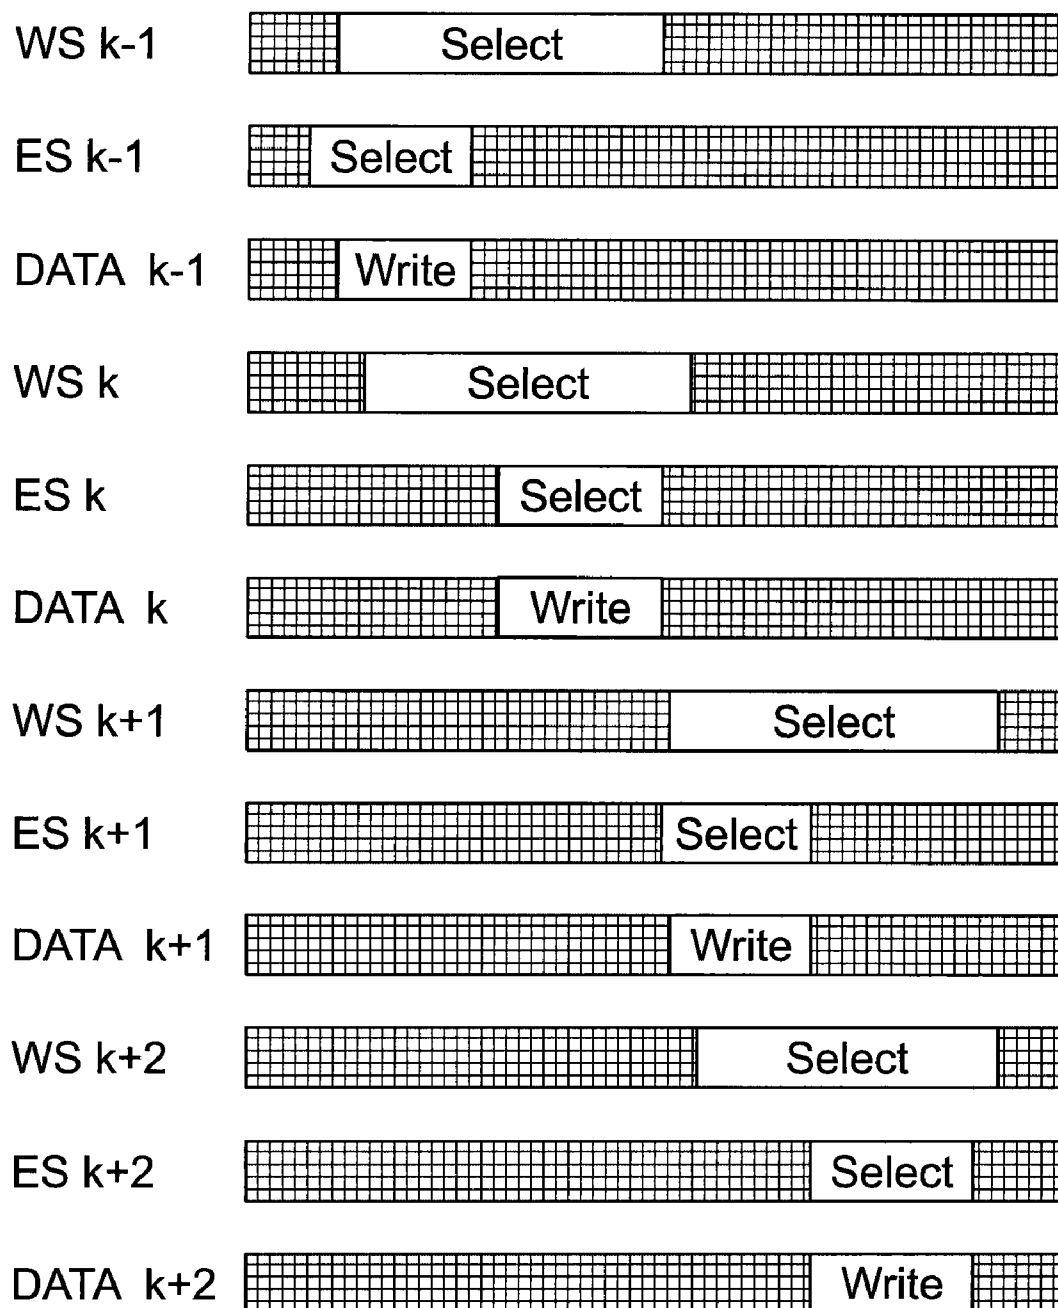 WS k-1 Select
ES k-1 Select
DATA k-1 Write
WS k Select
ES k Select
DATA k Write
WS k+1 Select
ES k+1 Select
DATA k+1 Write
WS k+2 Select
ES k+2 Select
DATA k+2 Write